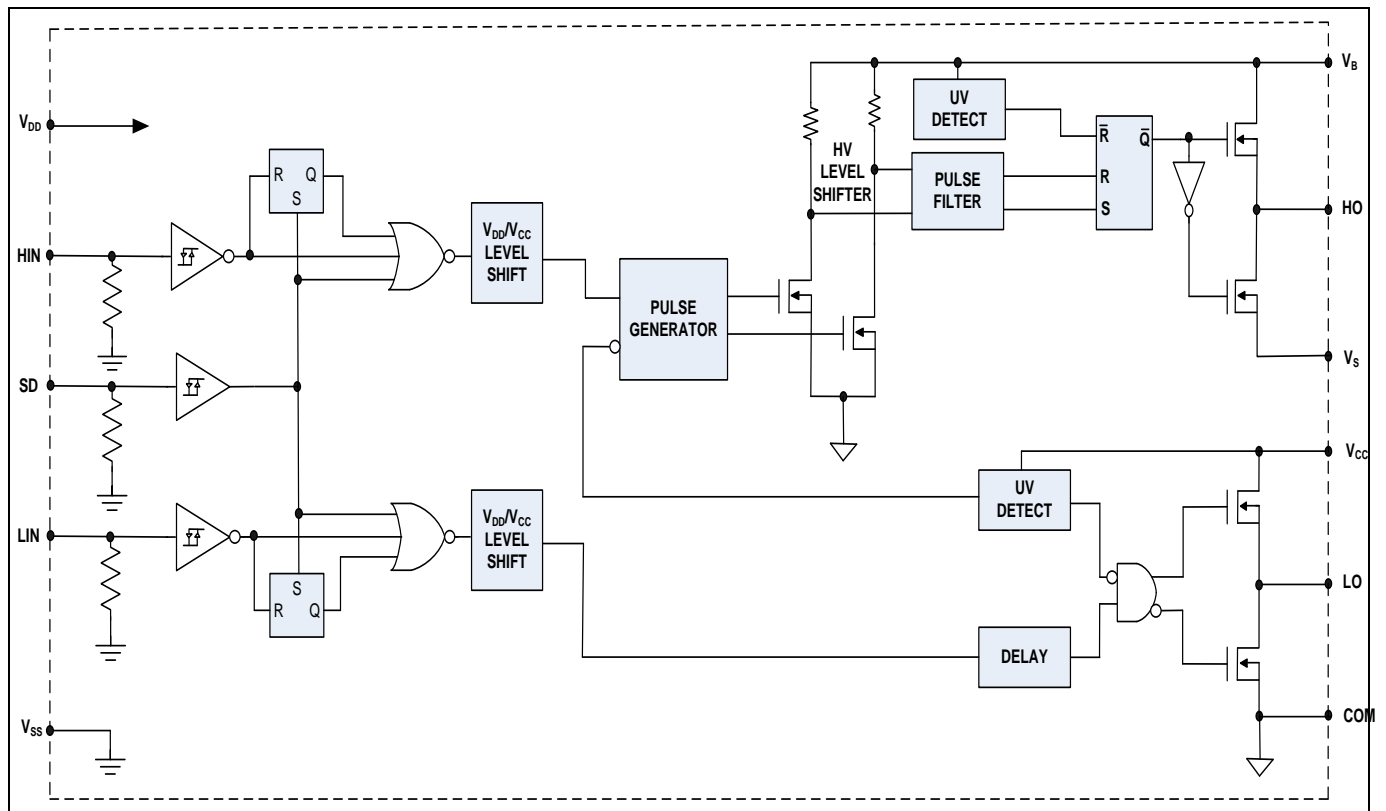 V_B
UV
DETECT
V_DD
R̅
Q̅
HV
LEVEL
SHIFTER
R
Q
S
PULSE
FILTER
R
S
HO
V_DD/V_CC
LEVEL
SHIFT
HIN
PULSE
GENERATOR
V_S
SD
V_CC
UV
DETECT
V_DD/V_CC
LEVEL
SHIFT
LIN
S
R
Q
LO
DELAY
COM
V_SS